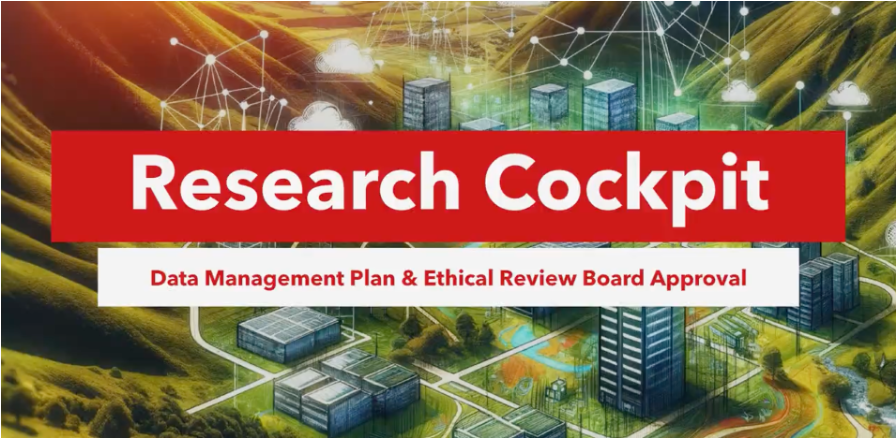 Research Cockpit
Data Management Plan & Ethical Review Board Approval